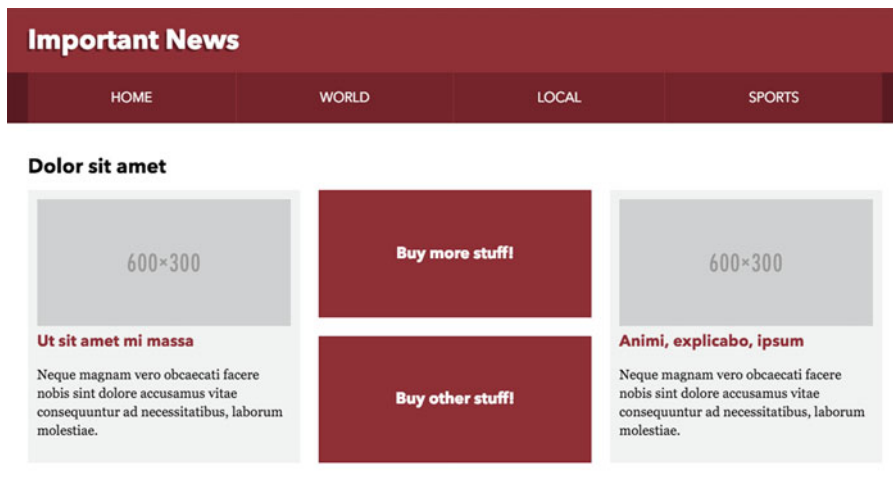 Important News
HOME
WORLD
LOCAL
SPORTS
Dolor sit amet
600×300
Ut sit amet mi massa
Neque magnam vero obcaecati facere
nobis sint dolore accusamus vitae
consequuntur ad necessitatibus, laborum
molestiae.
Buy more stuff!
Buy other stuff!
600×300
Animi, explicabo, ipsum
Neque magnam vero obcaecati facere
nobis sint dolore accusamus vitae
consequuntur ad necessitatibus, laborum
molestiae.